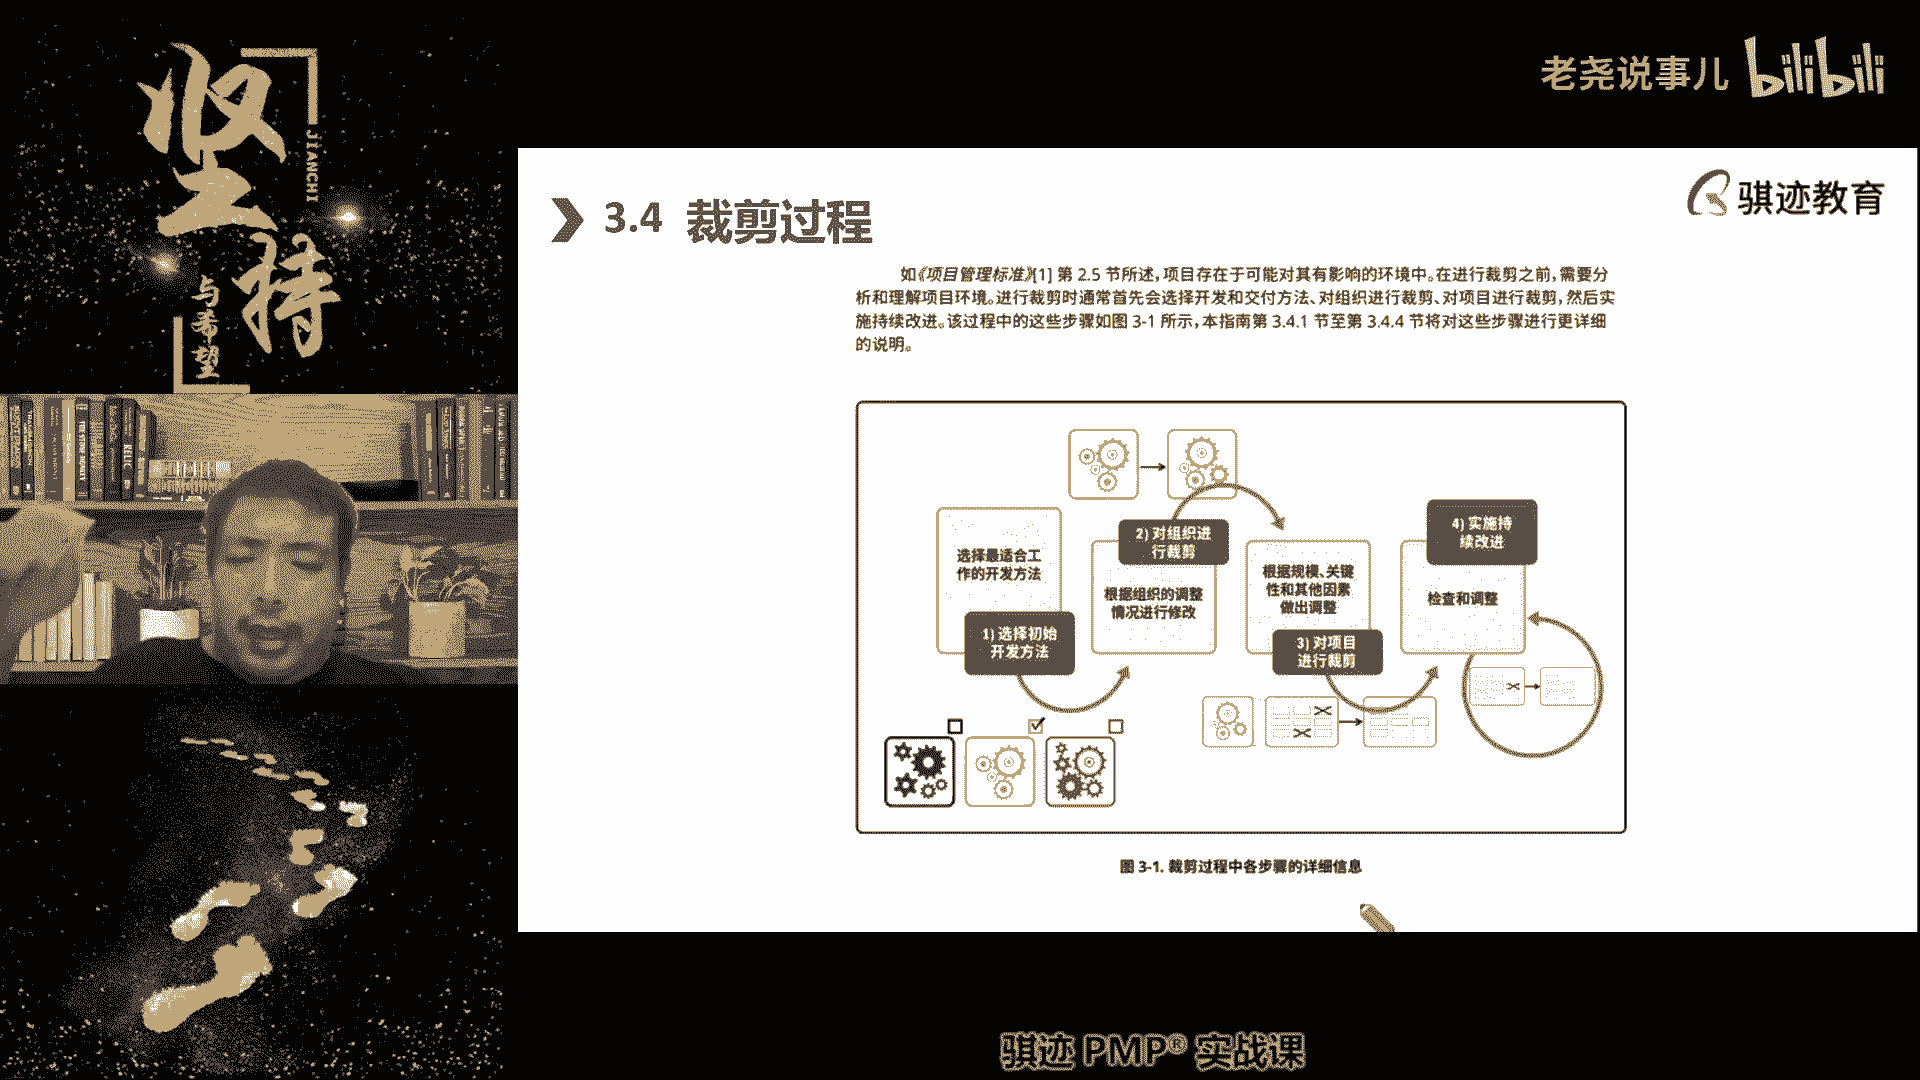 坚持
JIANCHI
与希望
老尧说事儿 bilibili
骐迹教育
3.4 裁剪过程
如《项目管理标准》[1] 第 2.5 节所述，项目存在于可能对其有影响的环境中。在进行裁剪之前，需要分
析和理解项目环境。进行裁剪时通常首先会选择开发和交付方法、对组织进行裁剪、对项目进行裁剪，然后实
施持续改进。该过程中的这些步骤如图 3-1 所示，本指南第 3.4.1 节至第 3.4.4 节将对这些步骤进行更详细
的说明。
选择最适合工
作的开发方法
1) 选择初始
开发方法
2) 对组织进
行裁剪
根据组织的调整
情况进行修改
根据规模、关键
性和其他因素
做出调整
3) 对项目
进行裁剪
4) 实施持
续改进
检查和调整
图 3-1. 裁剪过程中各步骤的详细信息
骐迹 PMP® 实战课